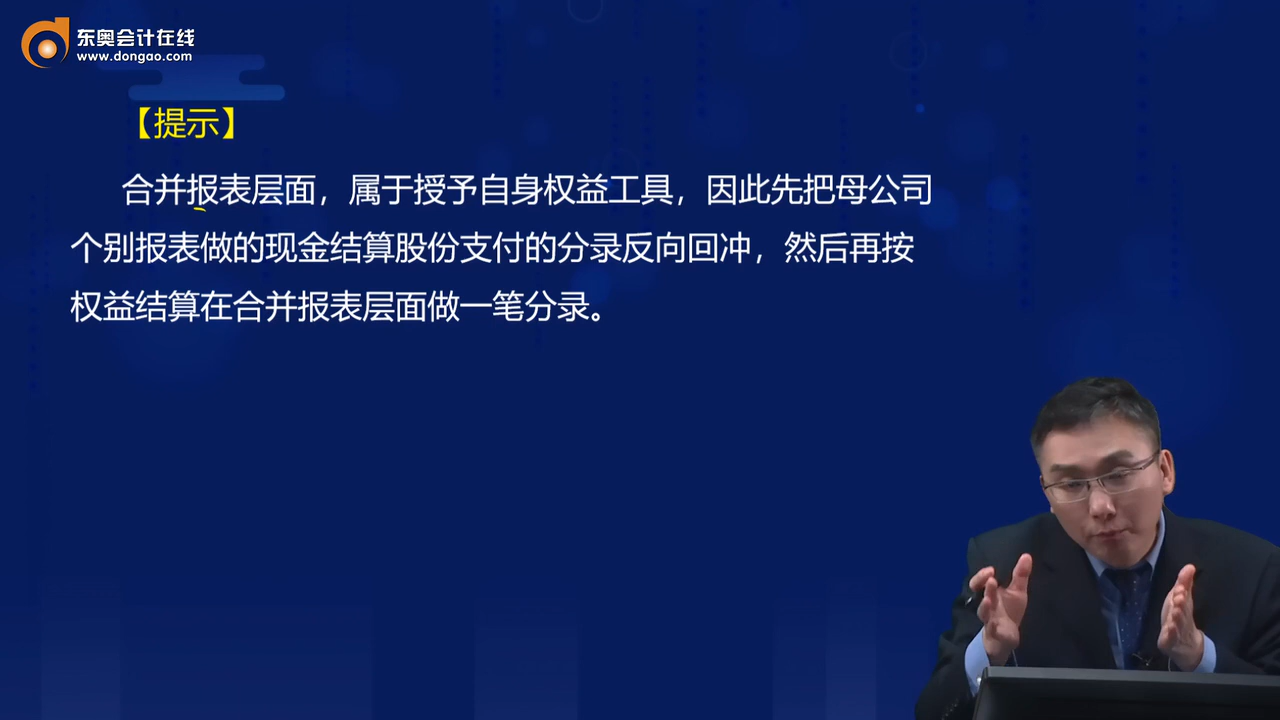 东奥会计在线
www.dongao.com
【提示】
合并报表层面，属于授予自身权益工具，因此先把母公司
个别报表做的现金结算股份支付的分录反向回冲，然后再按
权益结算在合并报表层面做一笔分录。